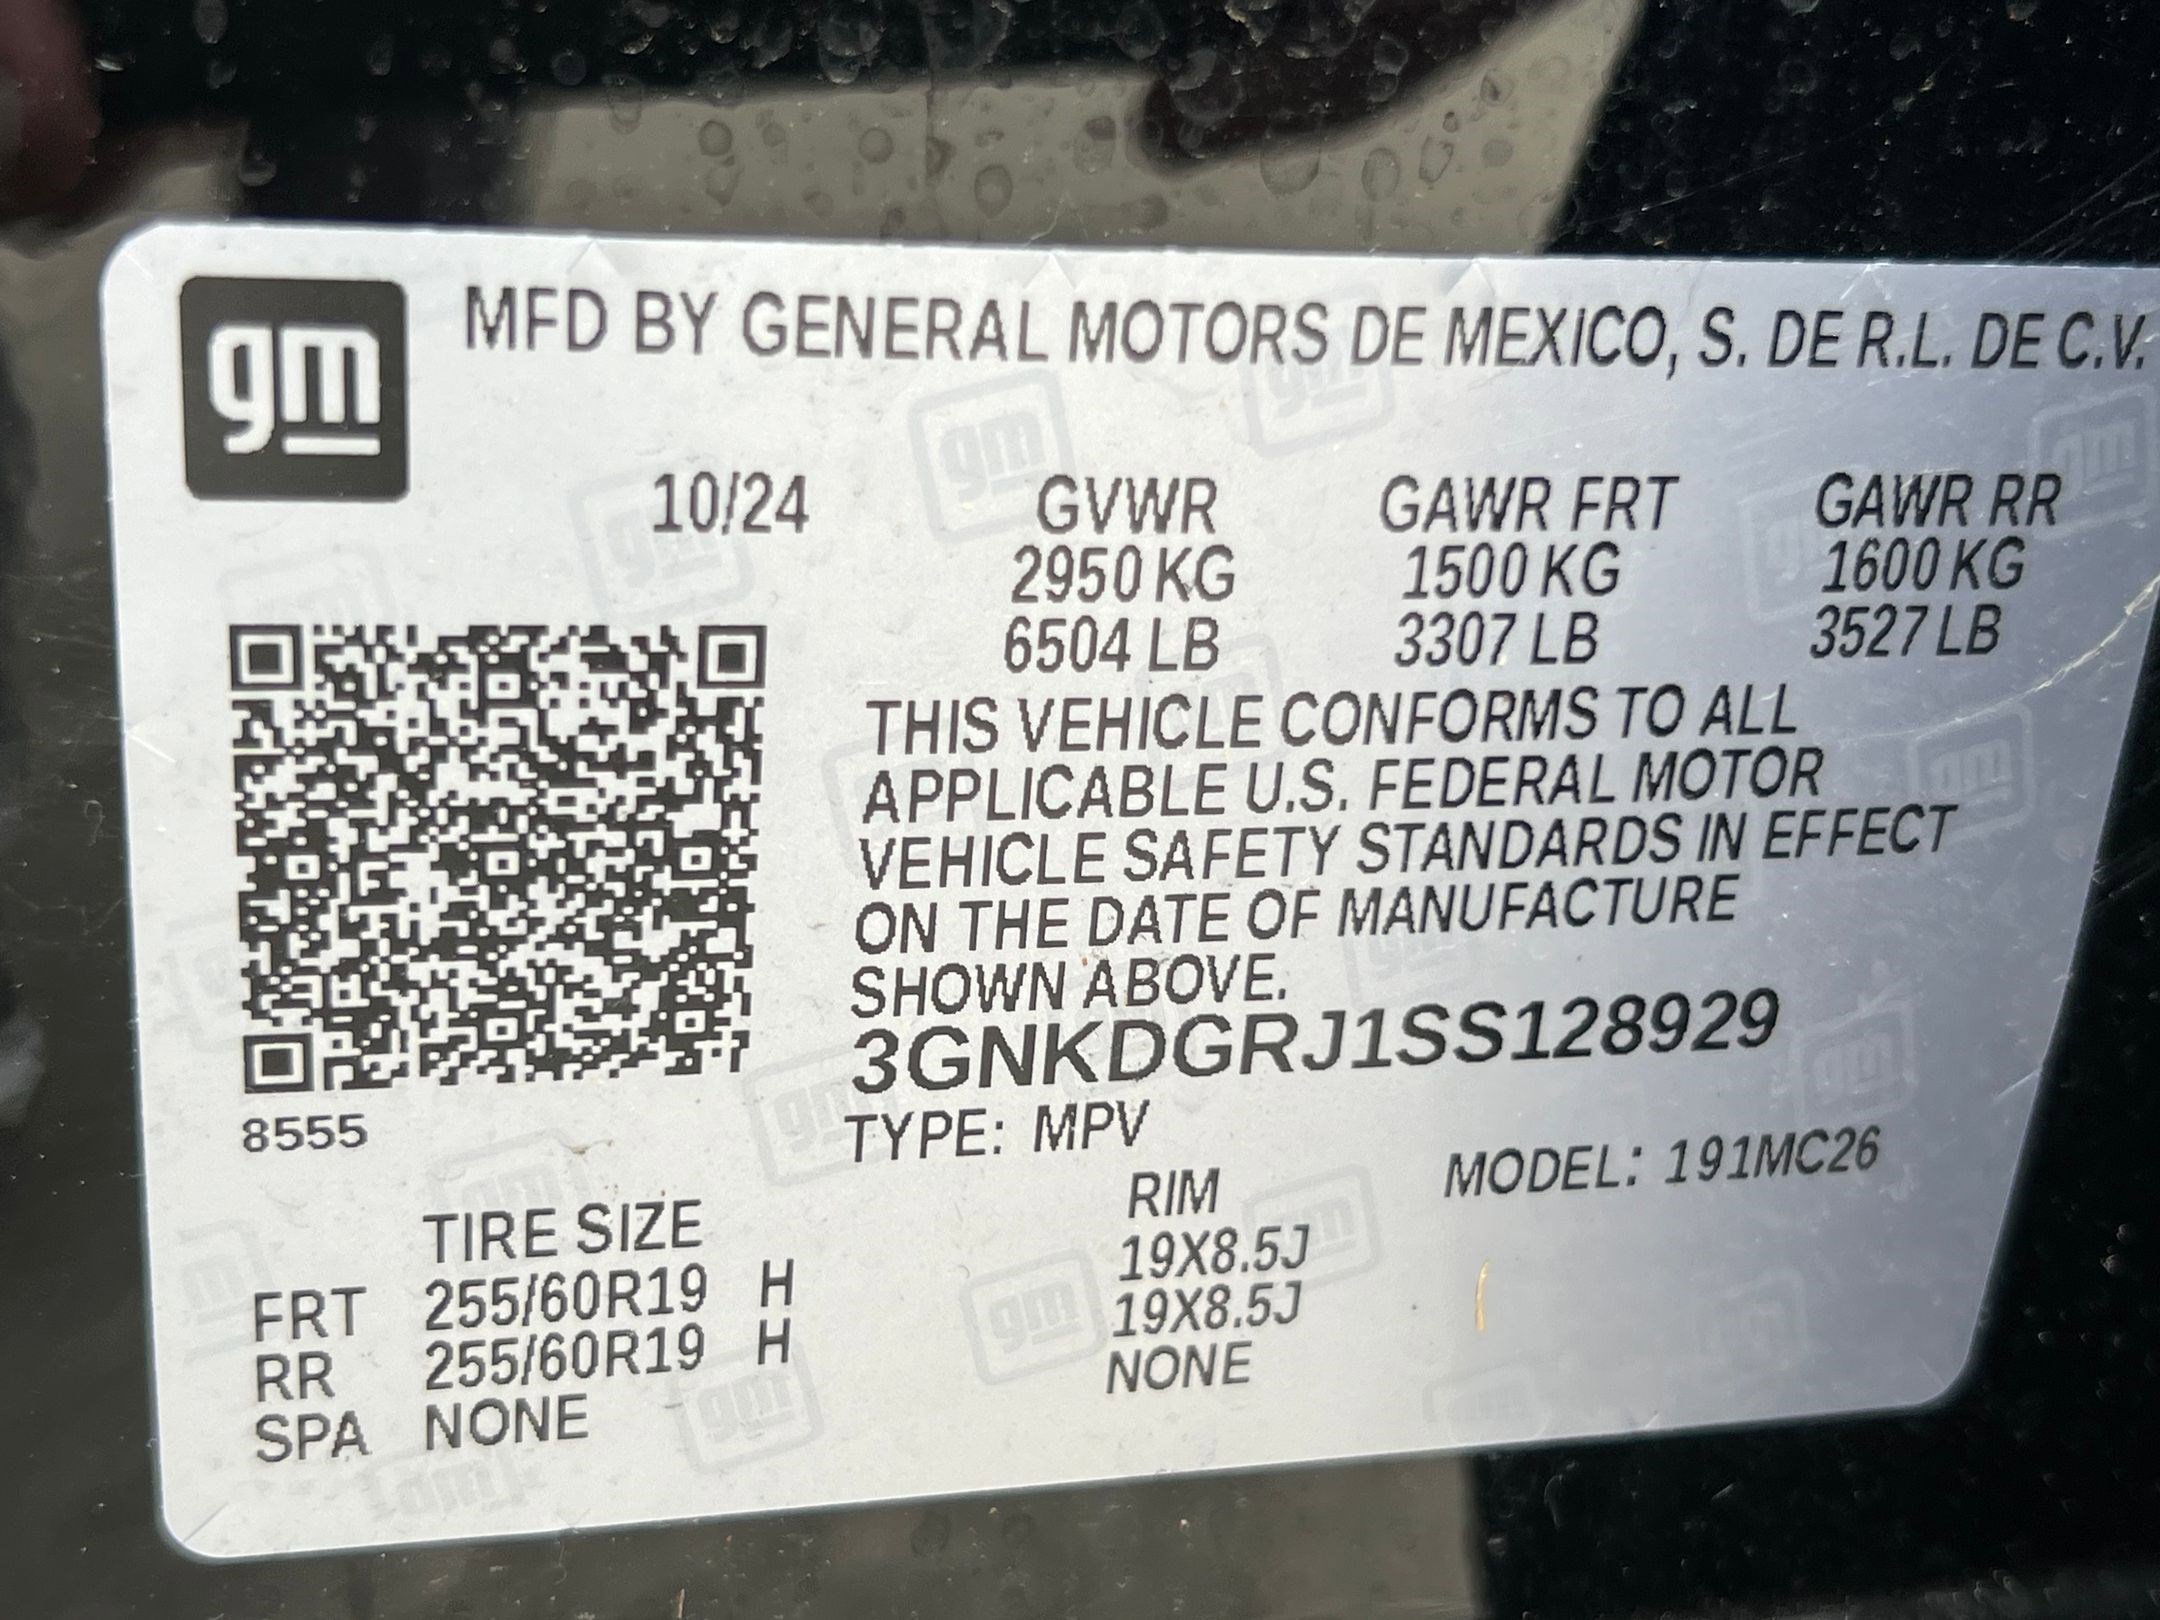 gm
MFD BY GENERAL MOTORS DE MEXICO, S. DE R.L. DE C.V.
10/24 GVWR GAWR FRT GAWR RR
2950 KG 1500 KG 1600 KG
6504 LB 3307 LB 3527 LB
THIS VEHICLE CONFORMS TO ALL
APPLICABLE U.S. FEDERAL MOTOR
VEHICLE SAFETY STANDARDS IN EFFECT
ON THE DATE OF MANUFACTURE
SHOWN ABOVE.
3GNKDGRJ1SS128929
8555
TYPE: MPV MODEL: 191MC26
TIRE SIZE RIM
FRT 255/60R19 H 19X8.5J
RR 255/60R19 H 19X8.5J
SPA NONE NONE